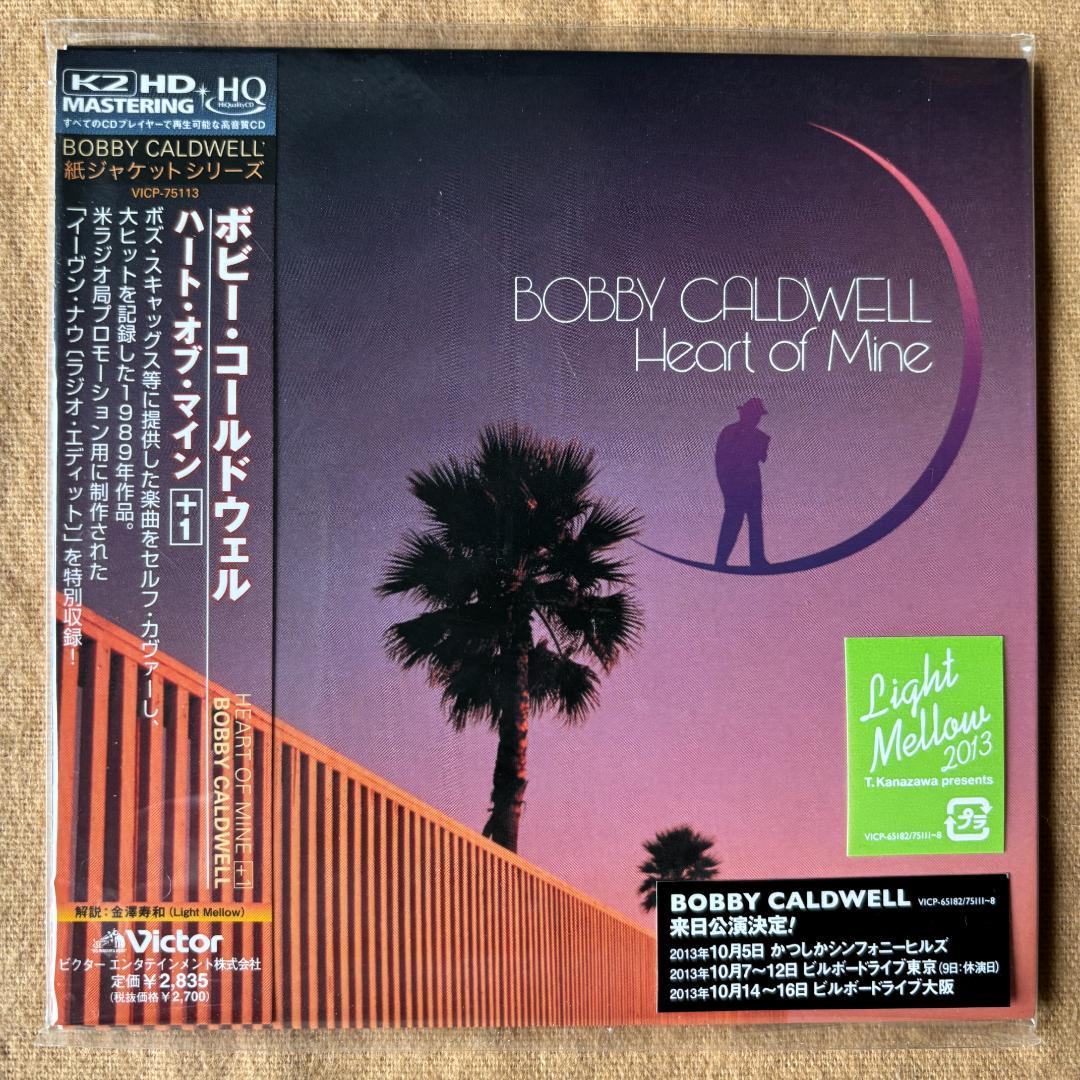 K2 HD
MASTERING
+HQ
HiQualityCD
すべてのCDプレイヤーで再生可能な高音質CD
BOBBY CALDWELL
紙ジャケットシリーズ
VICP-75113
ボビー・コールドウェル
ハート・オブ・マイン +1
ボズ・スキャッグス等に提供した楽曲をセルフ・カヴァーし、
大ヒットを記録した1989年作品。
米ラジオ局プロモーション用に制作された
「イーヴン・ナウ〔ラジオ・エディット〕」を特別収録!
HEART OF MINE +1
BOBBY CALDWELL
解説:金澤寿和 (Light Mellow)
Victor
ビクター エンタテインメント株式会社
定価¥2,835
(税抜価格¥2,700)
BOBBY CALDWELL
Heart of Mine
Light
Mellow
2013
T. Kanazawa presents
プラ
VICP-65182/75111~8
BOBBY CALDWELL VICP-65182/75111~8
来日公演決定!
2013年10月5日 かつしかシンフォニーヒルズ
2013年10月7~12日 ビルボードライブ東京(9日:休演日)
2013年10月14~16日 ビルボードライブ大阪